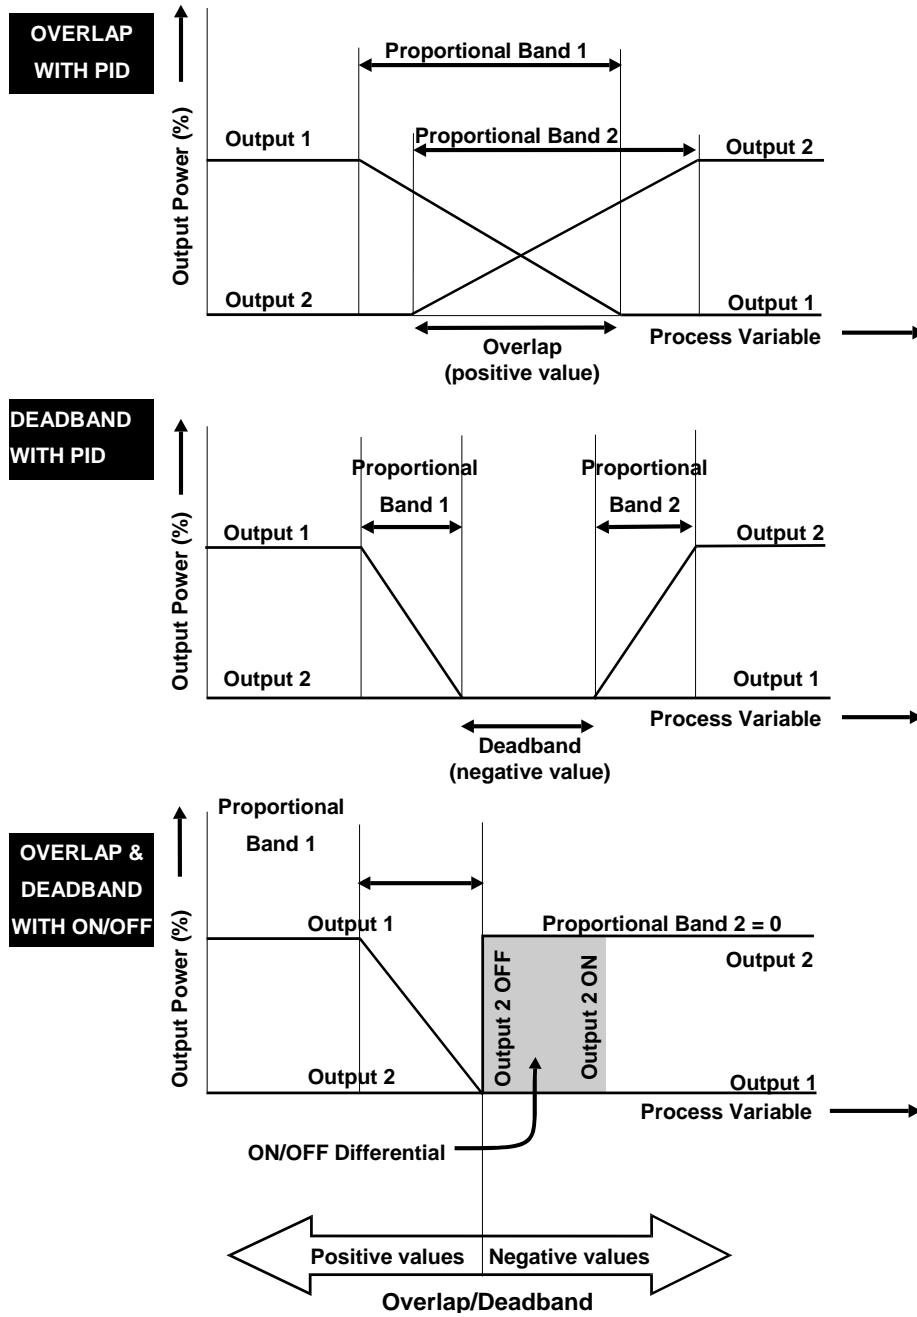 OVERLAP
WITH PID
Output Power (%)
Proportional Band 1
Output 1
Proportional Band 2
Output 2
Output 2
Output 1
Overlap
(positive value)
Process Variable
DEADBAND
WITH PID
Output Power (%)
Proportional
Band 1
Proportional
Band 2
Output 1
Output 2
Output 2
Output 1
Deadband
(negative value)
Process Variable
OVERLAP &
DEADBAND
WITH ON/OFF
Output Power (%)
Proportional
Band 1
Output 1
Proportional Band 2 = 0
Output 2
Output 2 OFF
Output 2 ON
Output 2
Output 1
Process Variable
ON/OFF Differential
Positive values
Negative values
Overlap/Deadband